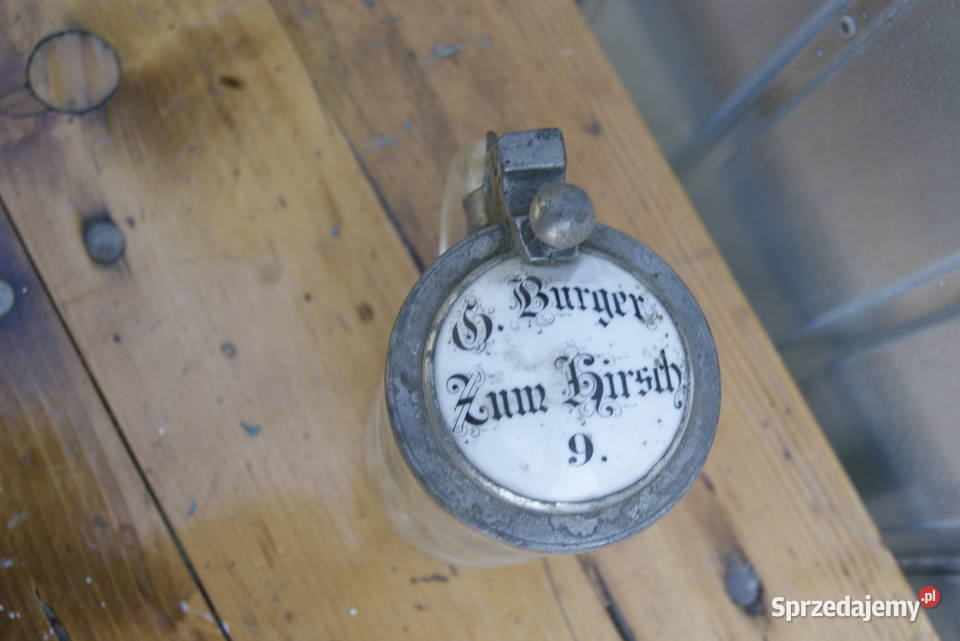 G. Burger
Zum Hirsch
9.
Sprzedajemy.pl